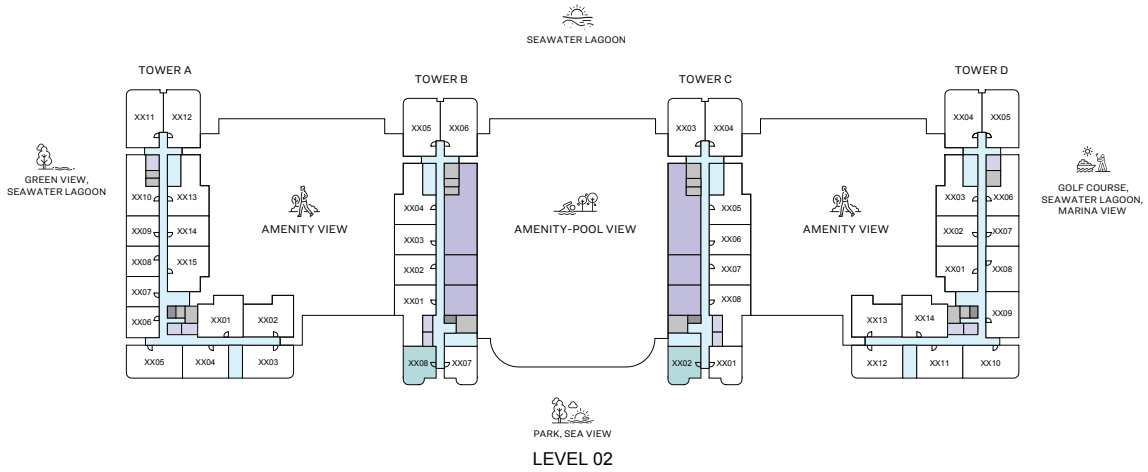 SEAWATER LAGOON
TOWER A
TOWER B
TOWER C
TOWER D
XX11
XX12
XX05
XX06
XX03
XX04
XX04
XX05
GREEN VIEW,
SEAWATER LAGOON
GOLF COURSE,
SEAWATER LAGOON,
MARINA VIEW
XX10
XX13
XX04
XX05
XX03
XX06
AMENITY VIEW
AMENITY-POOL VIEW
AMENITY VIEW
XX09
XX14
XX03
XX06
XX02
XX07
XX08
XX15
XX02
XX07
XX01
XX08
XX07
XX01
XX08
XX06
XX01
XX02
XX13
XX14
XX09
XX05
XX04
XX03
XX08
XX07
XX02
XX01
XX12
XX11
XX10
PARK, SEA VIEW
LEVEL 02